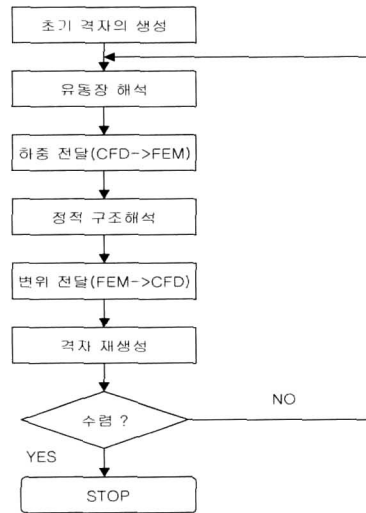 초기 격자의 생성
유동장 해석
하중 전달(CFD->FEM)
정적 구조해석
변위 전달(FEM->CFD)
격자 재생성
수렴 ?
NO
YES
STOP